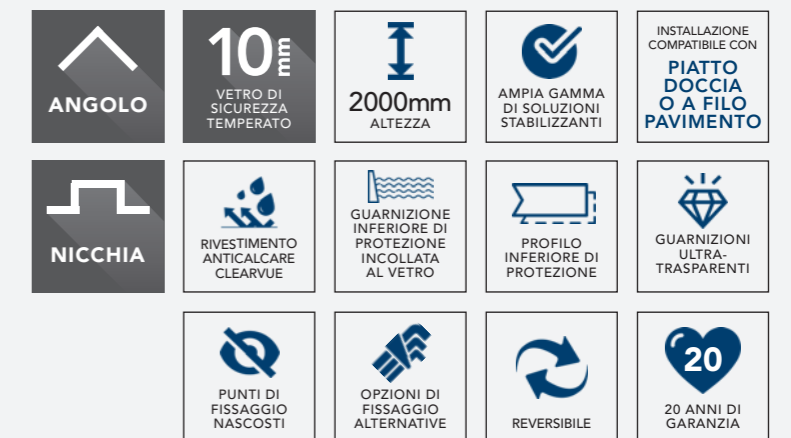 ANGOLO
10mm
VETRO DI
SICUREZZA
TEMPERATO
2000mm
ALTEZZA
AMPIA GAMMA
DI SOLUZIONI
STABILIZZANTI
INSTALLAZIONE
COMPATIBILE CON
PIATTO
DOCCIA
O A FILO
PAVIMENTO
NICCHIA
RIVESTIMENTO
ANTICALCARE
CLEARVUE
GUARNIZIONE
INFERIORE DI
PROTEZIONE
INCOLLATA
AL VETRO
PROFILO
INFERIORE DI
PROTEZIONE
GUARNIZIONI
ULTRA-
TRASPARENTI
PUNTI DI
FISSAGGIO
NASCOSTI
OPZIONI DI
FISSAGGIO
ALTERNATIVE
REVERSIBILE
20
20 ANNI DI
GARANZIA